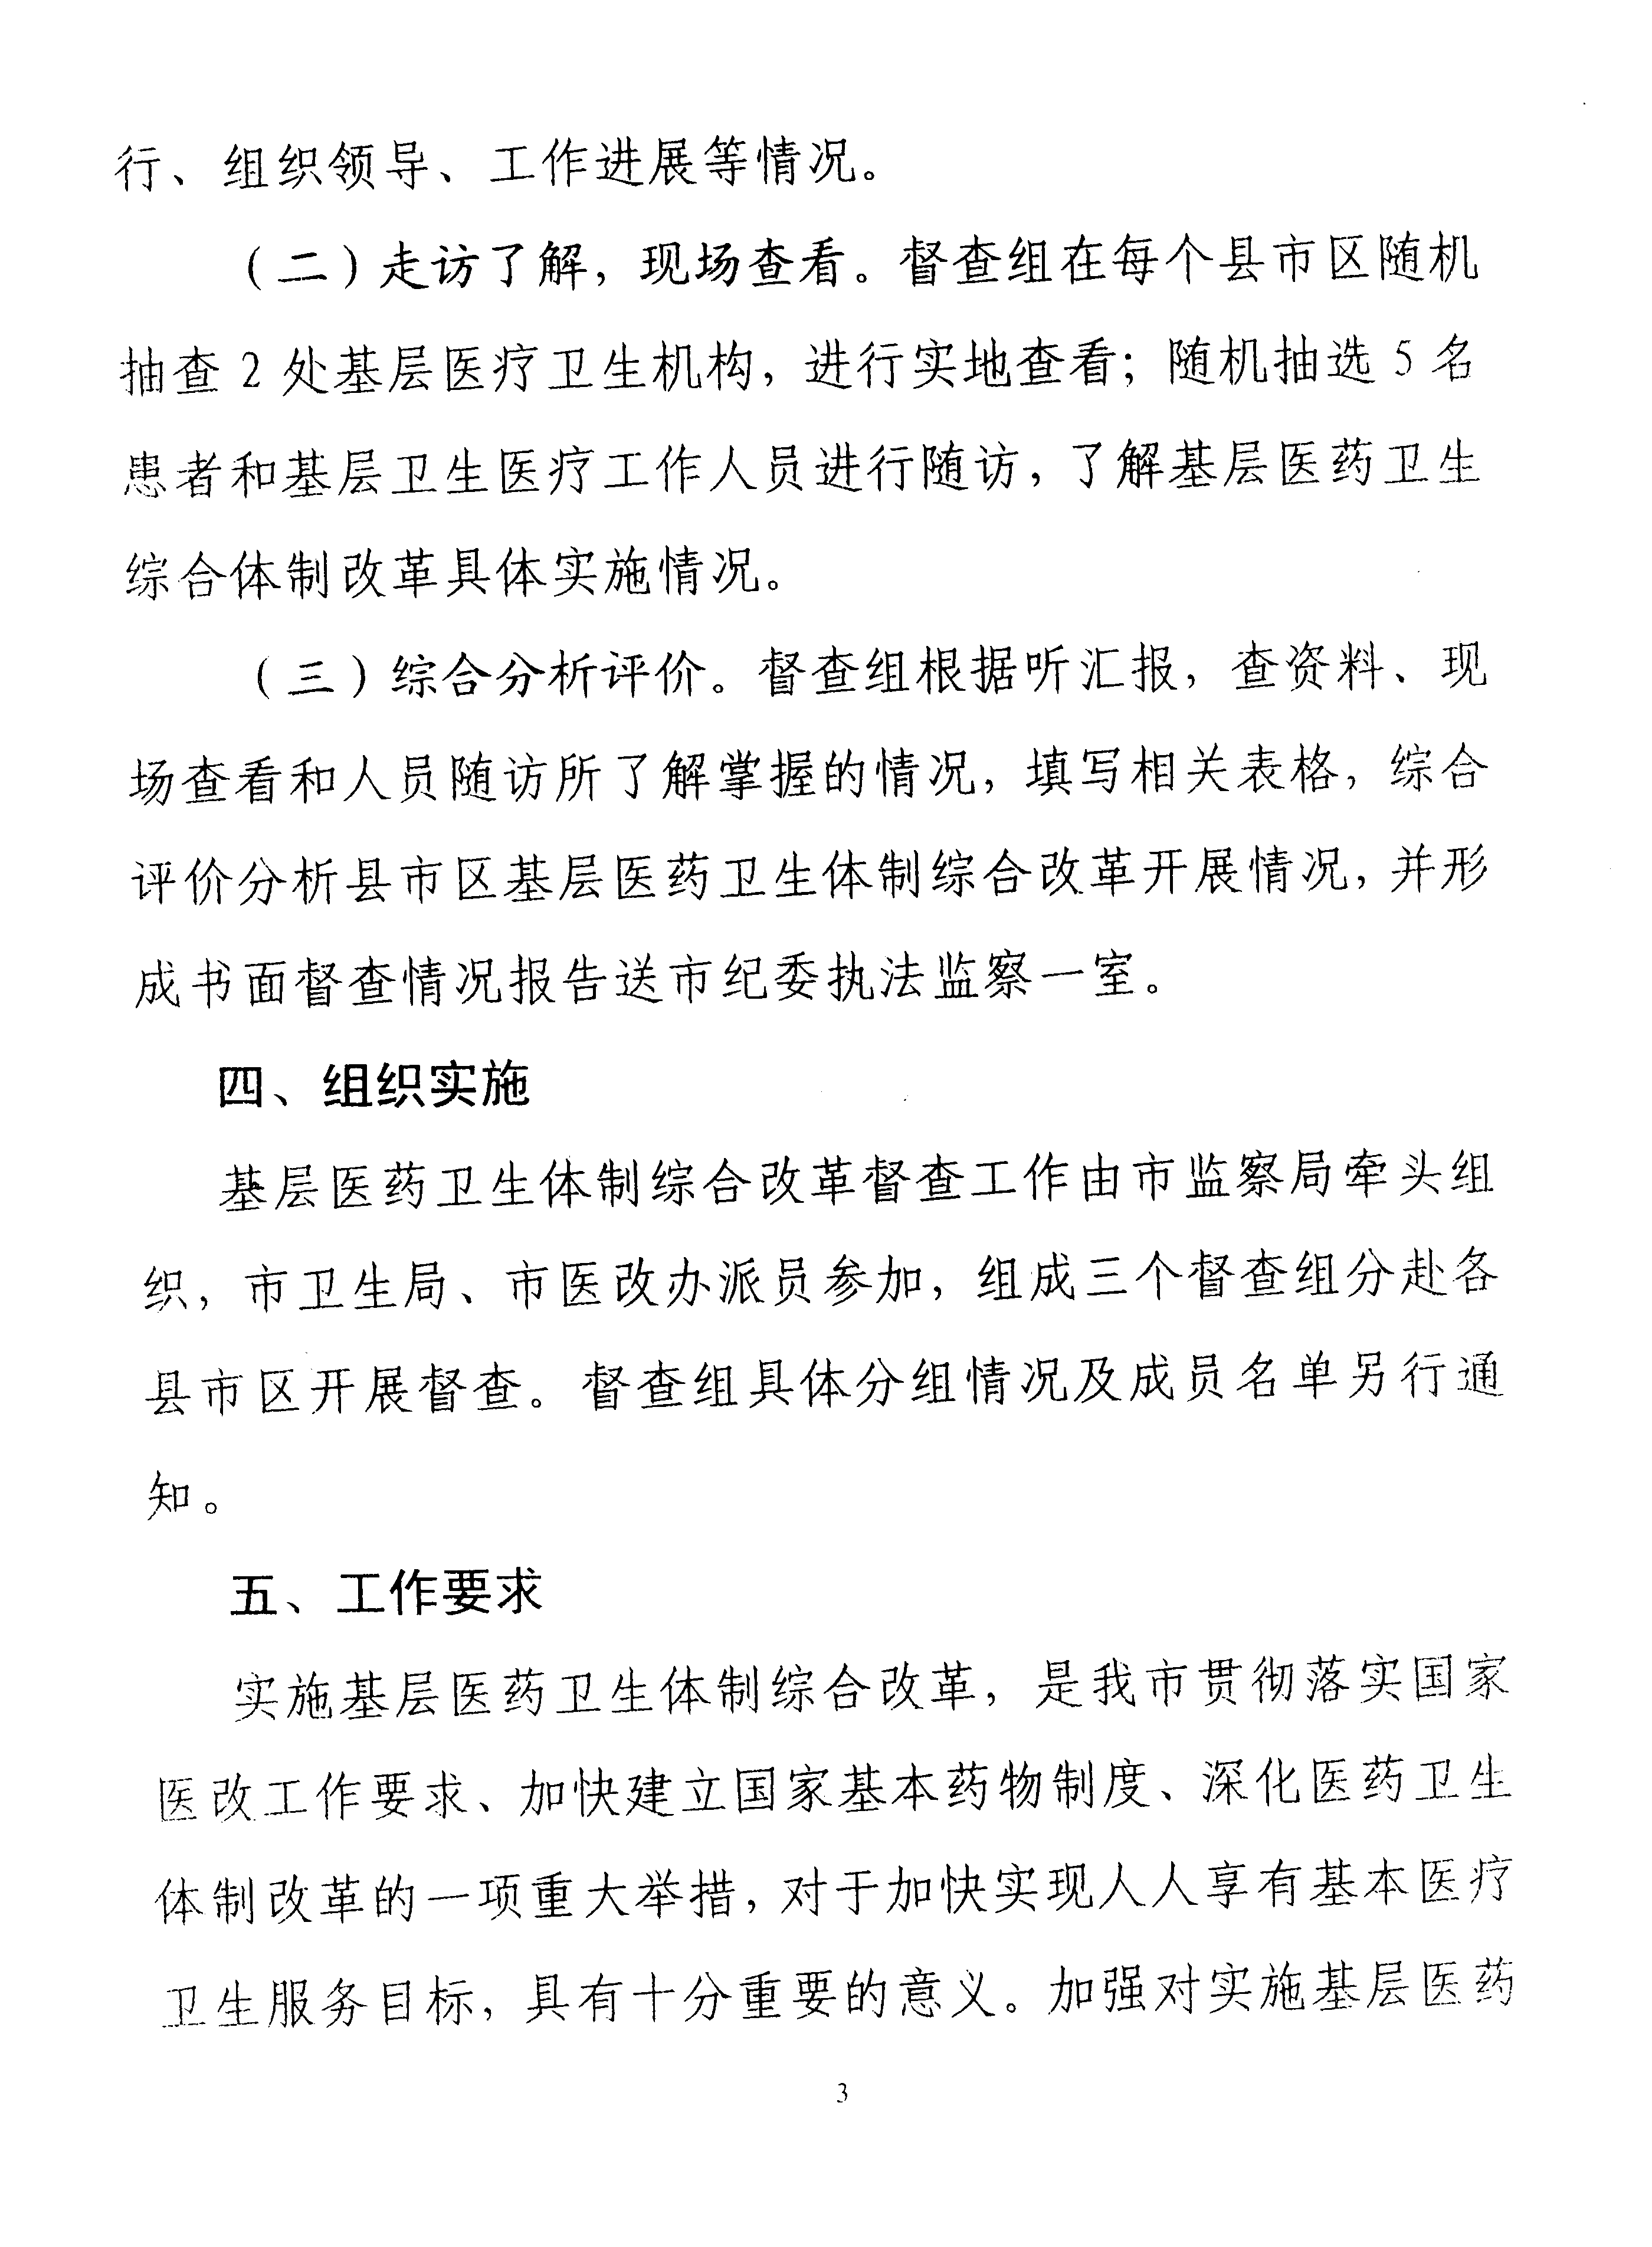 行、组织领导、工作进展等情况。
（二）走访了解，现场查看。督查组在每个县市区随机
抽查 2 处基层医疗卫生机构，进行实地查看；随机抽选 5 名
患者和基层卫生医疗工作人员进行随访，了解基层医药卫生
综合体制改革具体实施情况。
（三）综合分析评价。督查组根据听汇报，查资料、现
场查看和人员随访所了解掌握的情况，填写相关表格，综合
评价分析县市区基层医药卫生体制综合改革开展情况，并形
成书面督查情况报告送市纪委执法监察一室。
四、组织实施
基层医药卫生体制综合改革督查工作由市监察局牵头组
织，市卫生局、市医改办派员参加，组成三个督查组分赴各
县市区开展督查。督查组具体分组情况及成员名单另行通
知。
五、工作要求
实施基层医药卫生体制综合改革，是我市贯彻落实国家
医改工作要求、加快建立国家基本药物制度、深化医药卫生
体制改革的一项重大举措，对于加快实现人人享有基本医疗
卫生服务目标，具有十分重要的意义。加强对实施基层医药
3